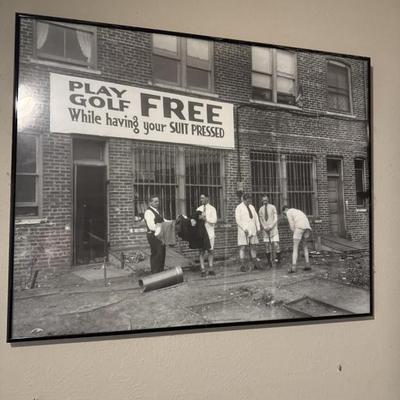 PLAY
GOLF FREE
While having your SUIT PRESSED